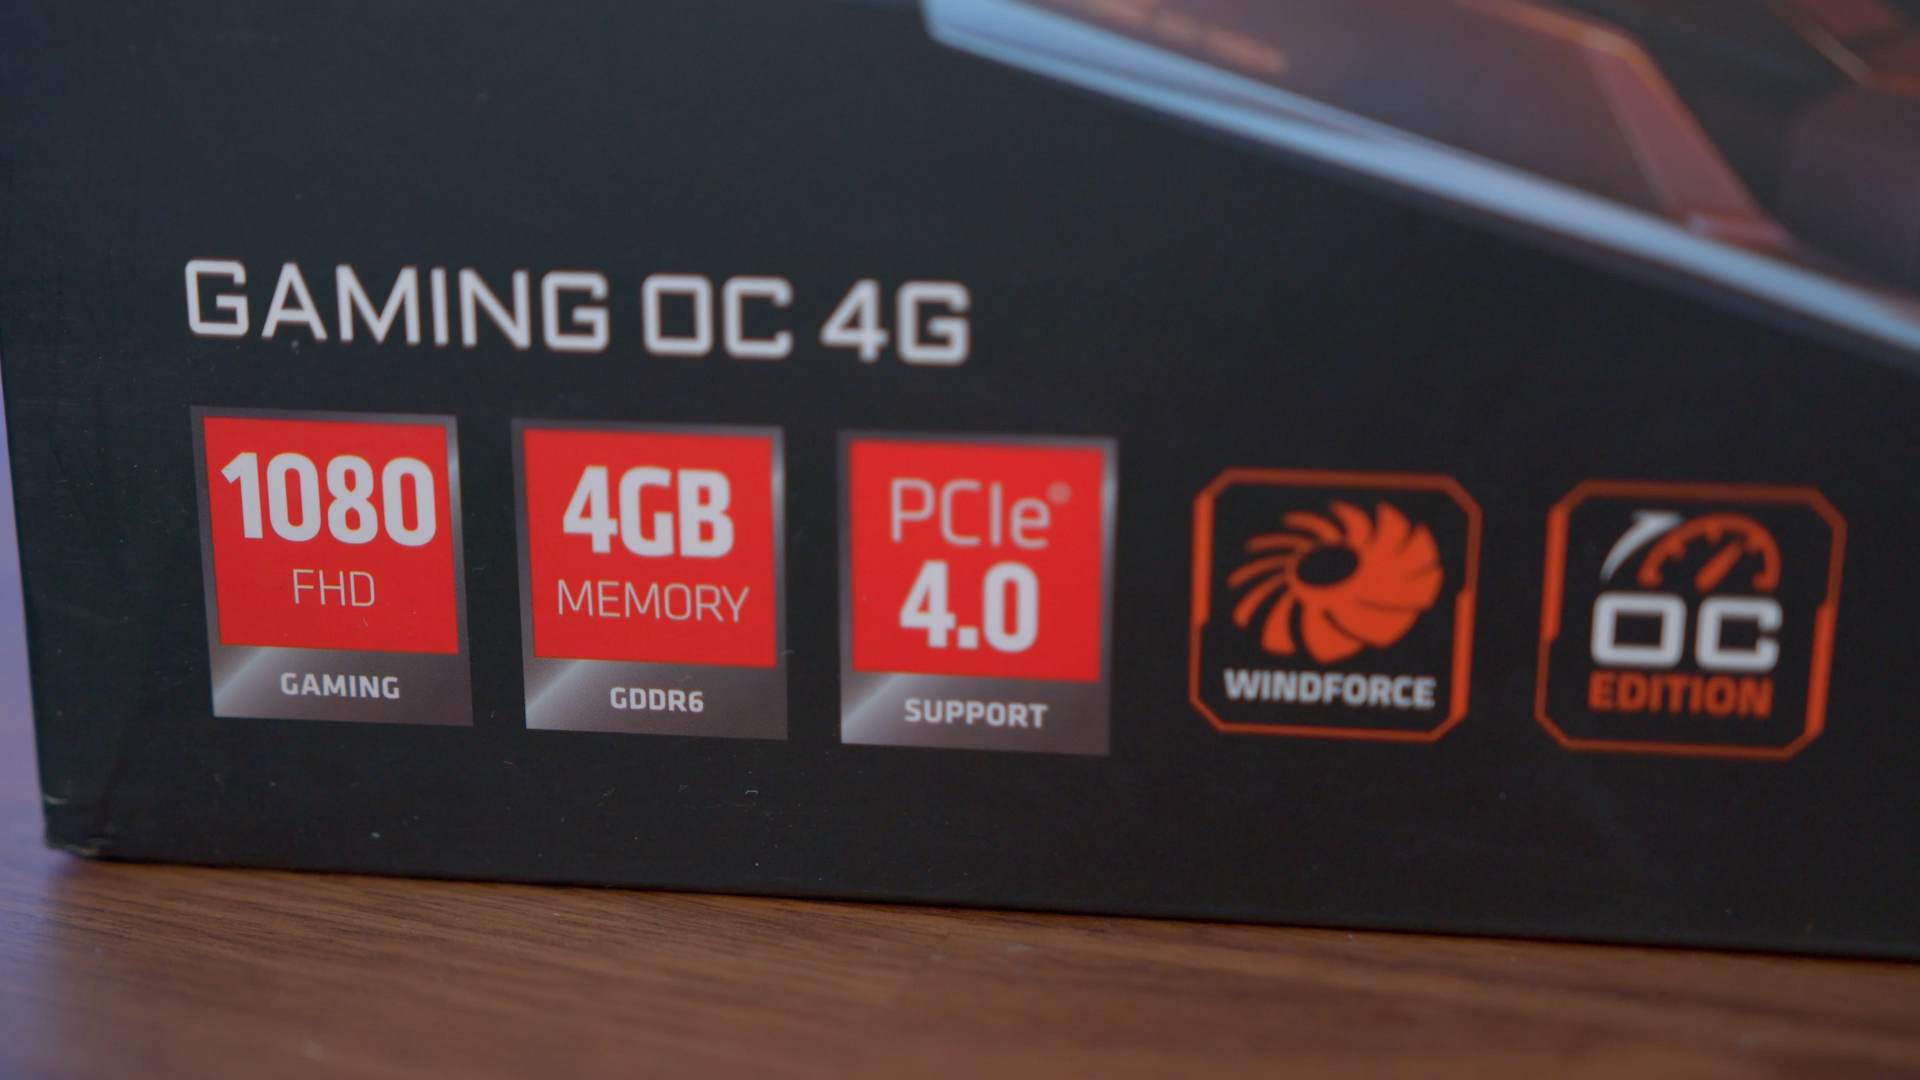 GAMING OC 4G
1080
FHD
GAMING
4GB
MEMORY
GDDR6
PCIe®
4.0
SUPPORT
WINDFORCE
OC
EDITION